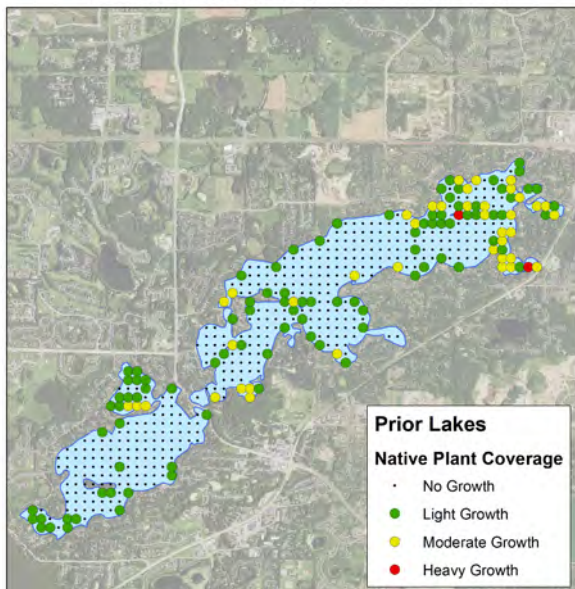 Prior Lakes
Native Plant Coverage
No Growth
Light Growth
Moderate Growth
Heavy Growth